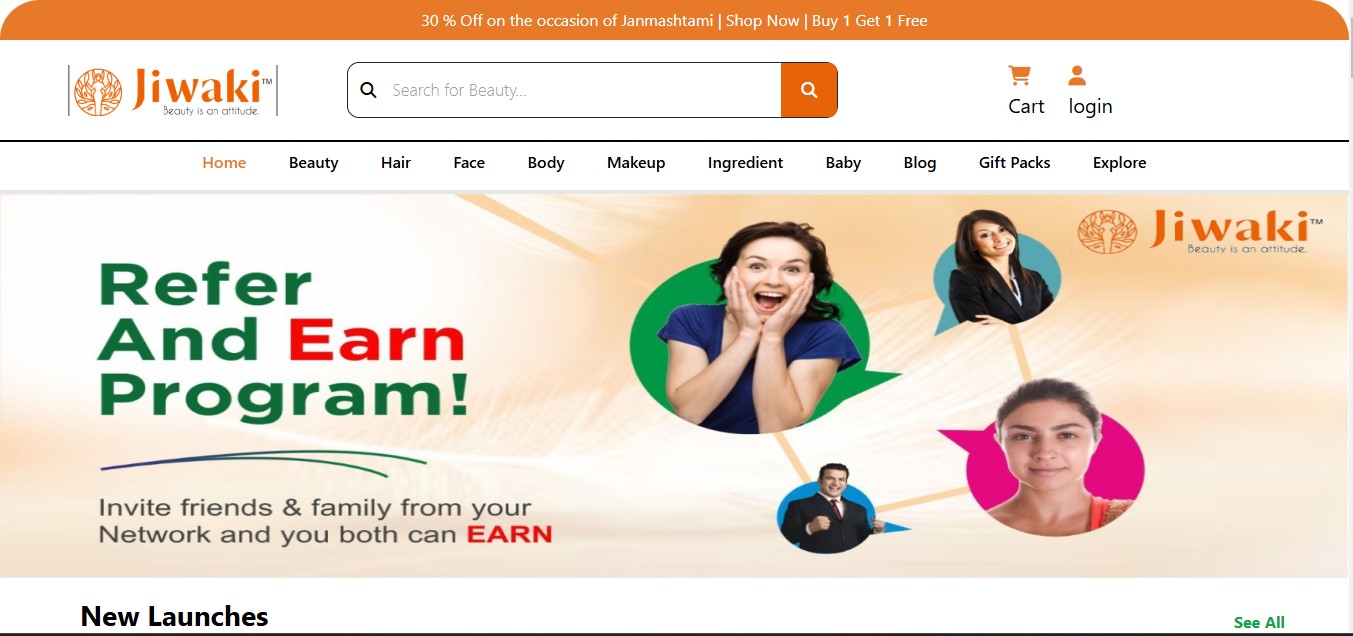 30 % Off on the occasion of Janmashtami | Shop Now | Buy 1 Get 1 Free
Jiwaki™
Beauty is an attitude.
Search for Beauty...
Cart
login
Home Beauty Hair Face Body Makeup Ingredient Baby Blog Gift Packs Explore
Jiwaki™
Beauty is an attitude.
Refer
And Earn
Program!
Invite friends & family from your
Network and you both can EARN
New Launches
See All